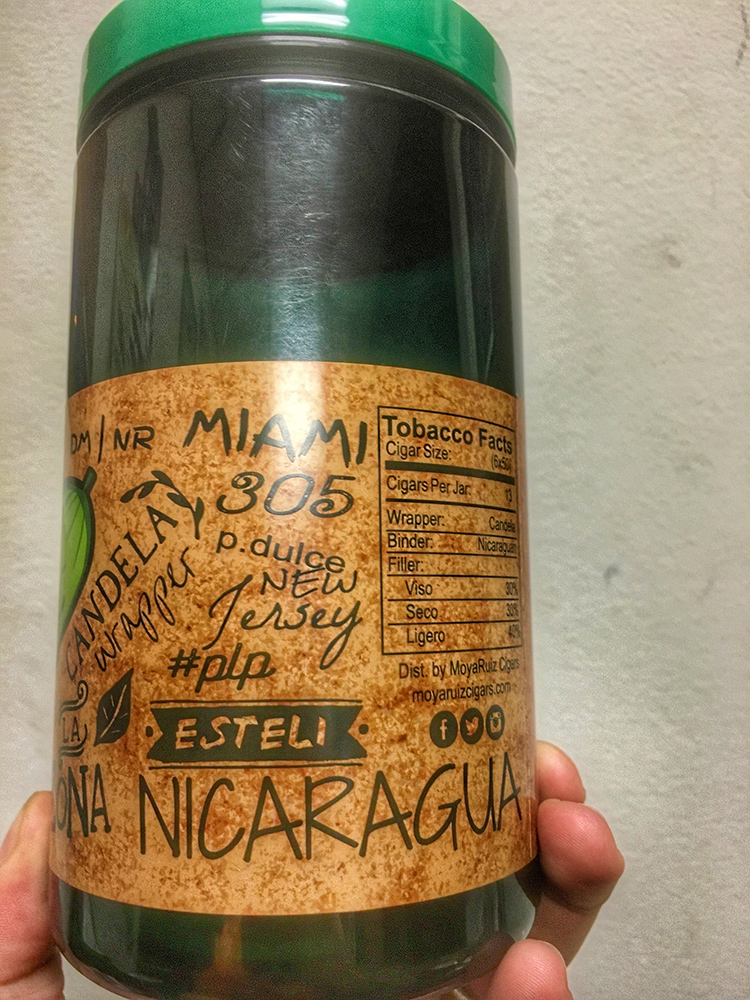 DM/NR
MIAMI
305
CANDELA
wrapper
p.dulce
NEW
Jersey
#plp
LA
ESTELI
NICARAGUA
Tobacco Facts
Cigar Size: (6x50)
Cigars Per Jar: 13
Wrapper: Candela
Binder: Nicaraguan
Filler:
Viso 30%
Seco 30%
Ligero 40%
Dist. by MoyaRuiz Cigars
moyaruizcigars.com